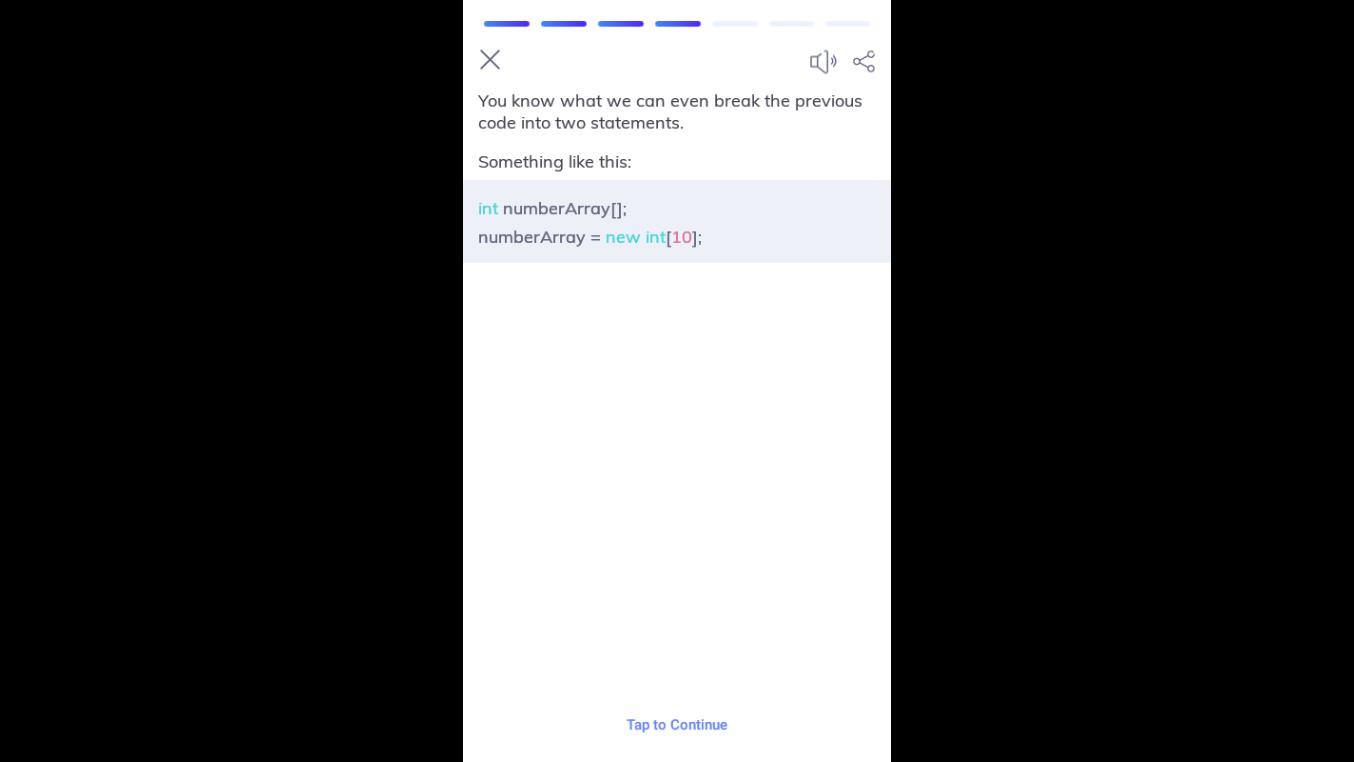 You know what we can even break the previous
code into two statements.
Something like this:
int numberArray[];
numberArray = new int[10];
Tap to Continue